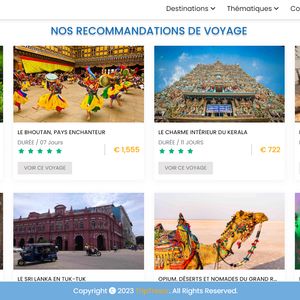 Destinations Thématiques Co
NOS RECOMMANDATIONS DE VOYAGE
LE BHOUTAN, PAYS ENCHANTEUR
DURÉE / 07 Jours
€ 1,555
VOIR CE VOYAGE
LE CHARME INTÉRIEUR DU KERALA
DURÉE / 11 JOURS
€ 722
VOIR CE VOYAGE
LE SRI LANKA EN TUK-TUK
OPIUM, DÉSERTS ET NOMADES DU GRAND R...
Copyright © 2023 All Rights Reserved.